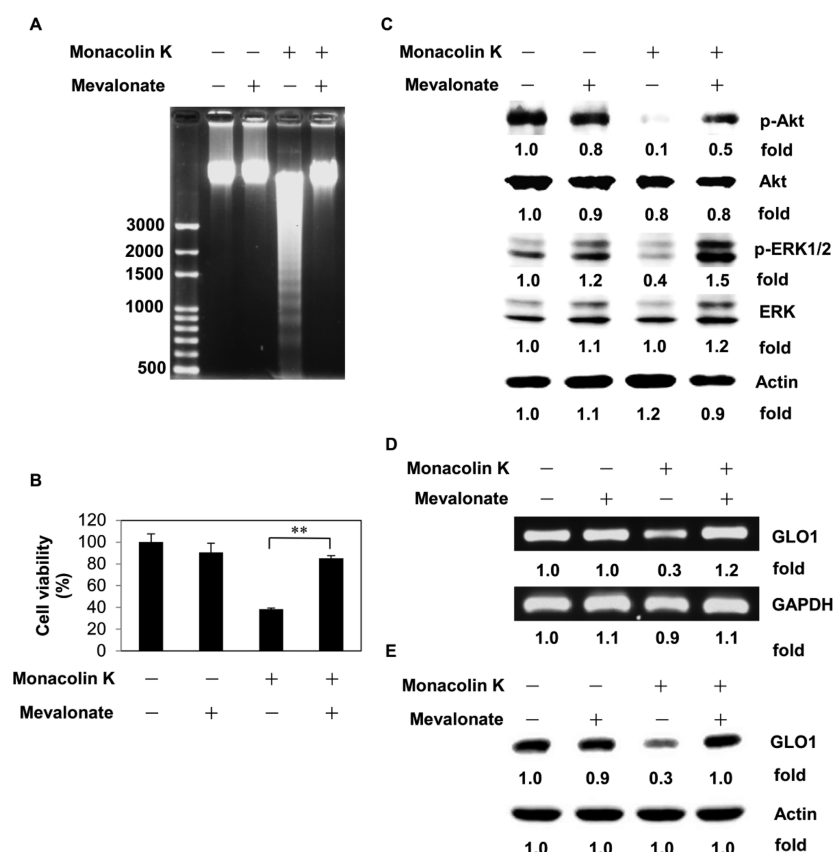 A
Monacolin K − − + +
Mevalonate − + − +
3000
2000
1500
1000
500
B
Cell viability
(%)
120
100
80
60
40
20
0
**
Monacolin K − − + +
Mevalonate − + − +
C
Monacolin K − − + +
Mevalonate − + − +
p-Akt
1.0 0.8 0.1 0.5 fold
Akt
1.0 0.9 0.8 0.8 fold
p-ERK1/2
1.0 1.2 0.4 1.5 fold
ERK
1.0 1.1 1.0 1.2 fold
Actin
1.0 1.1 1.2 0.9 fold
D
Monacolin K − − + +
Mevalonate − + − +
GLO1
1.0 1.0 0.3 1.2 fold
GAPDH
1.0 1.1 0.9 1.1 fold
E
Monacolin K − − + +
Mevalonate − + − +
GLO1
1.0 0.9 0.3 1.0 fold
Actin
1.0 1.0 1.0 1.0 fold